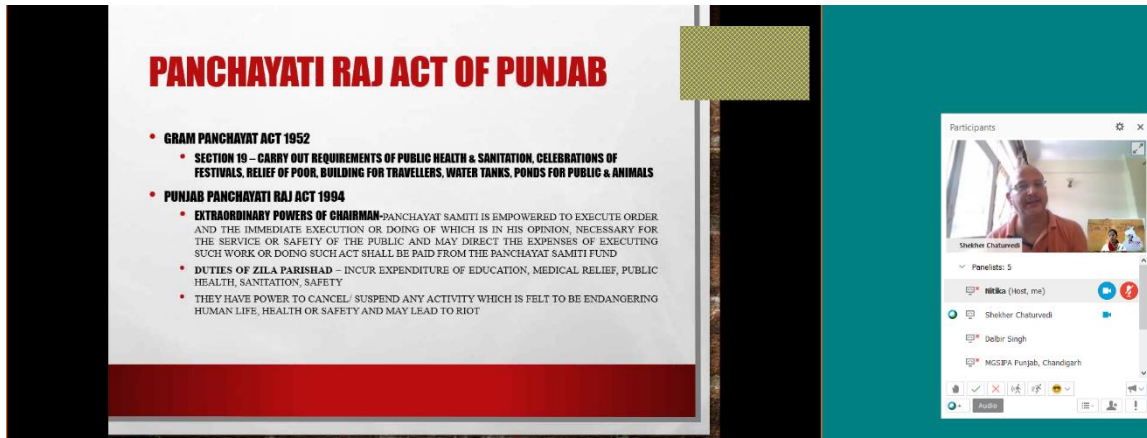 PANCHAYATI RAJ ACT OF PUNJAB
• GRAM PANCHAYAT ACT 1952
• SECTION 19 – CARRY OUT REQUIREMENTS OF PUBLIC HEALTH & SANITATION, CELEBRATIONS OF
FESTIVALS, RELIEF OF POOR, BUILDING FOR TRAVELLERS, WATER TANKS, PONDS FOR PUBLIC & ANIMALS
• PUNJAB PANCHAYATI RAJ ACT 1994
• EXTRAORDINARY POWERS OF CHAIRMAN-PANCHAYAT SAMITI IS EMPOWERED TO EXECUTE ORDER
AND THE IMMEDIATE EXECUTION OR DOING OF WHICH IS IN HIS OPINION, NECESSARY FOR
THE SERVICE OR SAFETY OF THE PUBLIC AND MAY DIRECT THE EXPENSES OF EXECUTING
SUCH WORK OR DOING SUCH ACT SHALL BE PAID FROM THE PANCHAYAT SAMITI FUND
• DUTIES OF ZILA PARISHAD – INCUR EXPENDITURE OF EDUCATION, MEDICAL RELIEF, PUBLIC
HEALTH, SANITATION, SAFETY
• THEY HAVE POWER TO CANCEL/ SUSPEND ANY ACTIVITY WHICH IS FELT TO BE ENDANGERING
HUMAN LIFE, HEALTH OR SAFETY AND MAY LEAD TO RIOT
Participants
Shekher Chaturvedi
Panelists: 5
Nitika (Host, me)
Shekher Chaturvedi
Dalbir Singh
MGSIPA Punjab, Chandigarh
Audio